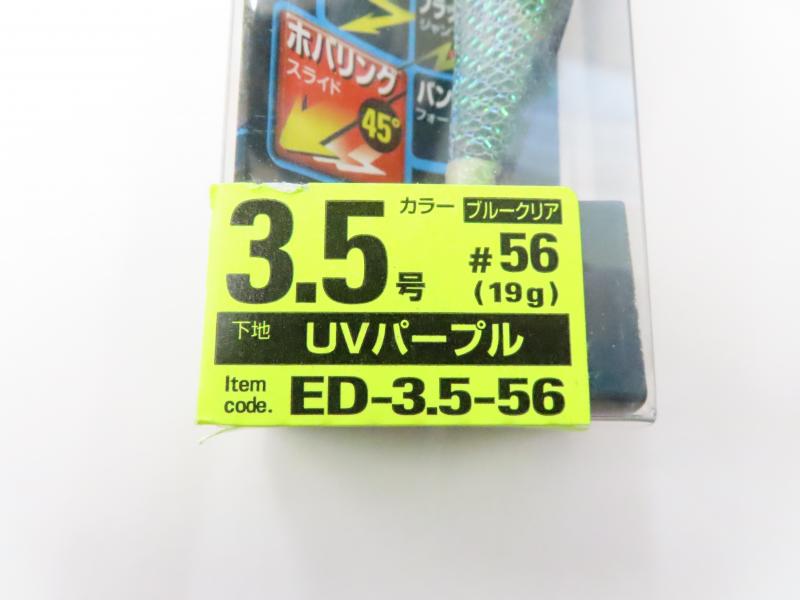 ホバリング
スライド
45°
3.5号
カラー ブルークリア
#56
(19g)
下地 UVパープル
Item code. ED-3.5-56